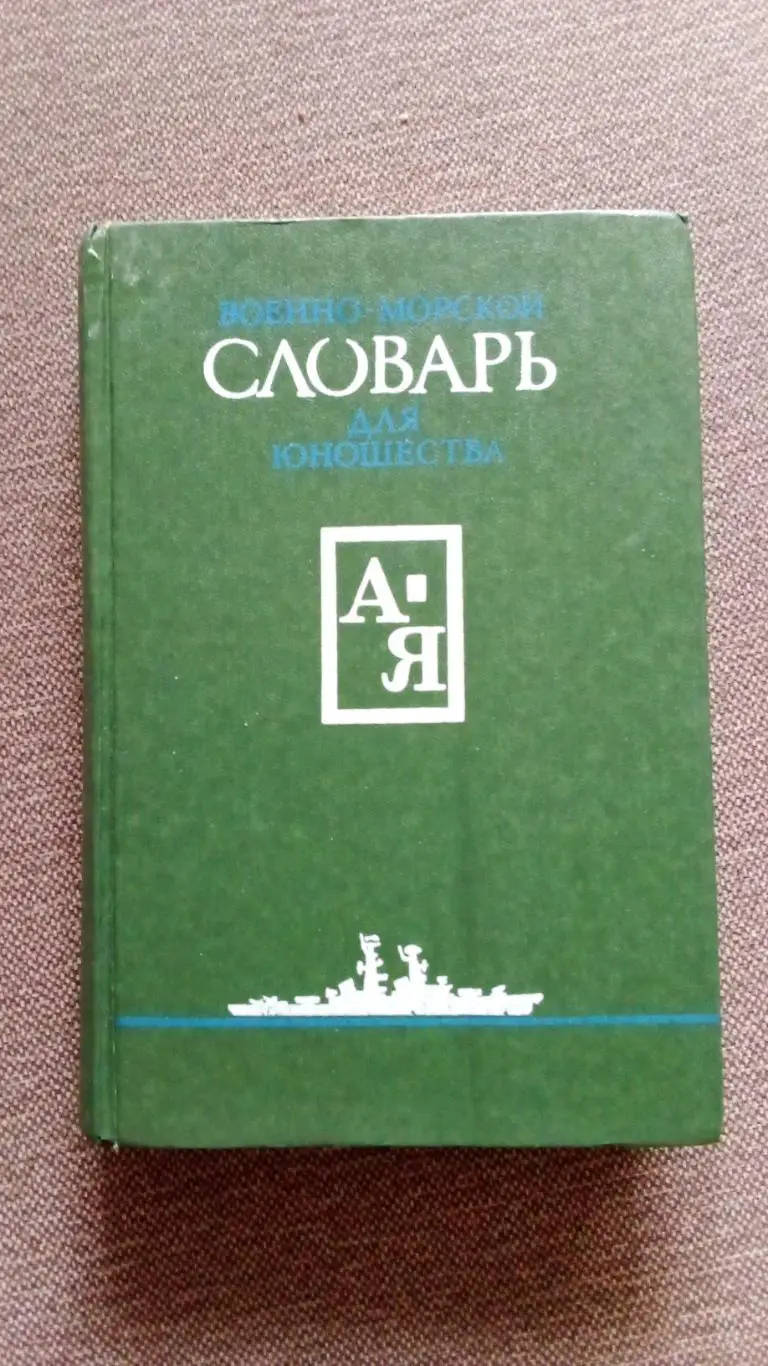 ВОЕННО-МОРСКОЙ
СЛОВАРЬ
ДЛЯ
ЮНОШЕСТВА
А·
Я